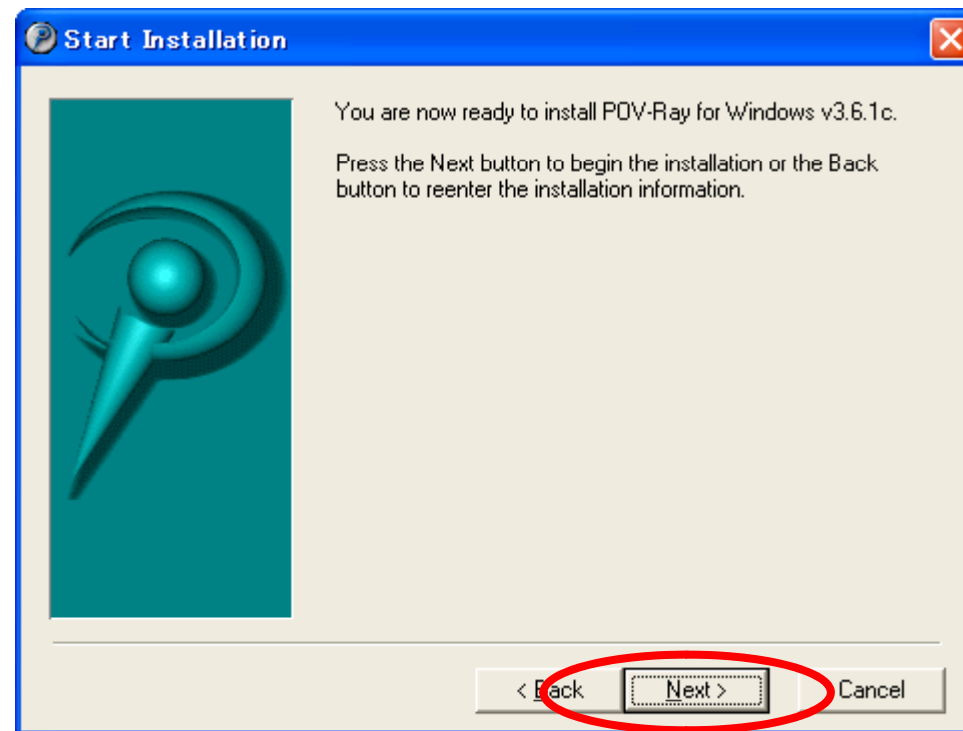 Start Installation
You are now ready to install POV-Ray for Windows v3.6.1c.
Press the Next button to begin the installation or the Back
button to reenter the installation information.
< Back Next > Cancel